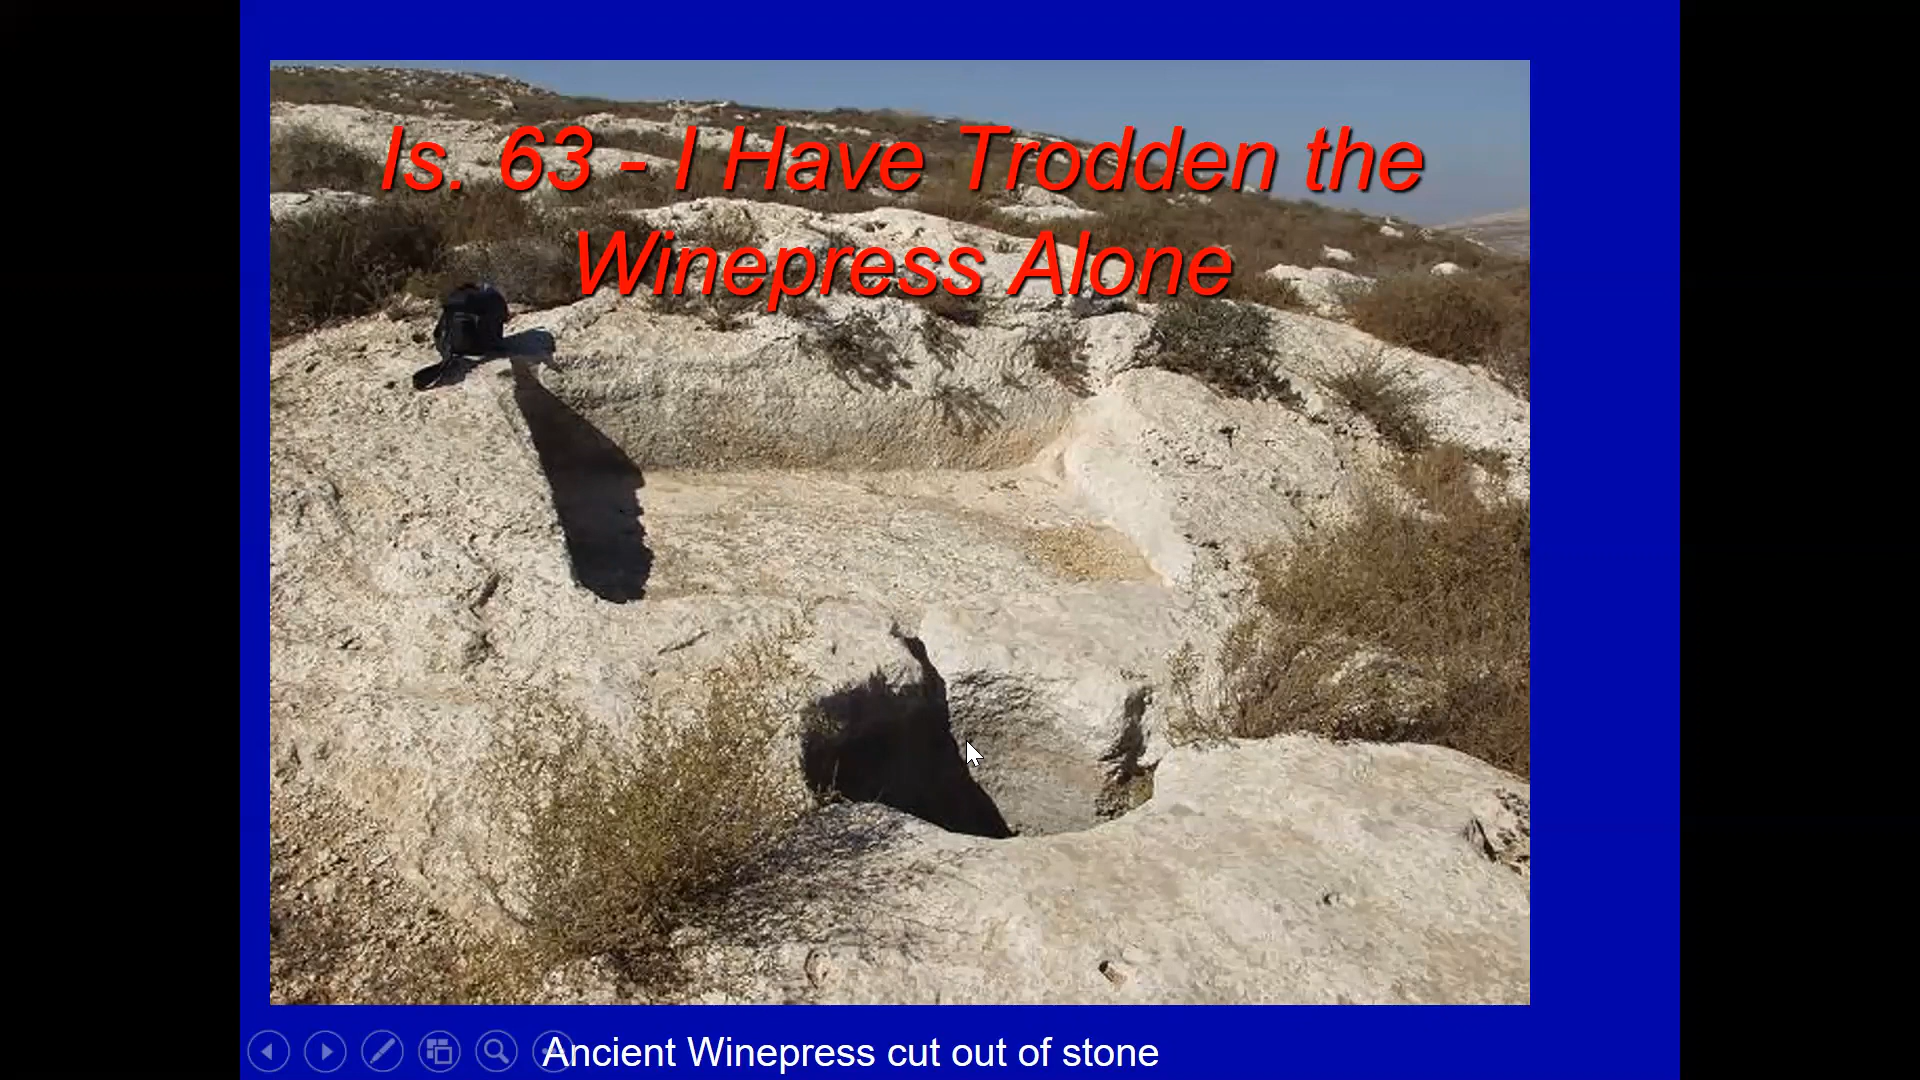 Is. 63 - I Have Trodden the
Winepress Alone
Ancient Winepress cut out of stone